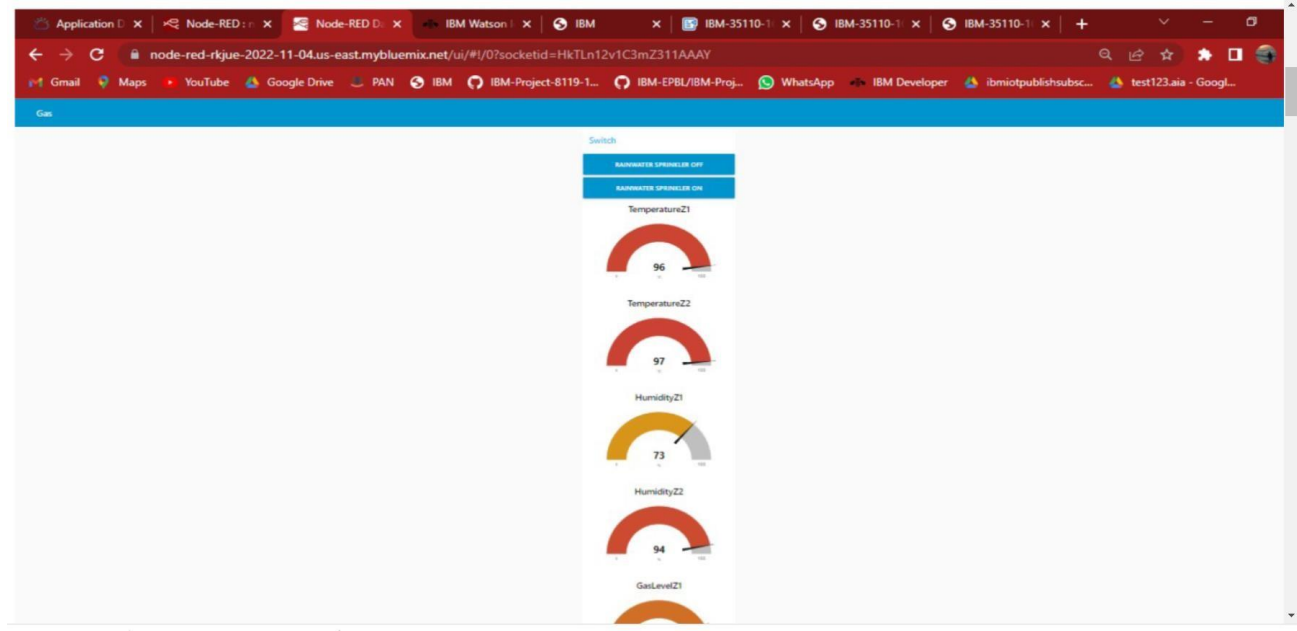 Application D
Node-RED : n
Node-RED Da
IBM Watson I
IBM
IBM-35110-1
IBM-35110-1
IBM-35110-1
node-red-rkjue-2022-11-04.us-east.mybluemix.net/ui/#!/0?socketid=HkTLn12v1C3mZ311AAAY
Gmail
Maps
YouTube
Google Drive
PAN
IBM
IBM-Project-8119-1...
IBM-EPBL/IBM-Proj...
WhatsApp
IBM Developer
ibmiotpublishsubsc...
test123.aia - Googl...
Gas
Switch
RAINWATER SPRINKLER OFF
RAINWATER SPRINKLER ON
TemperatureZ1
96
TemperatureZ2
97
HumidityZ1
73
HumidityZ2
94
GasLevelZ1